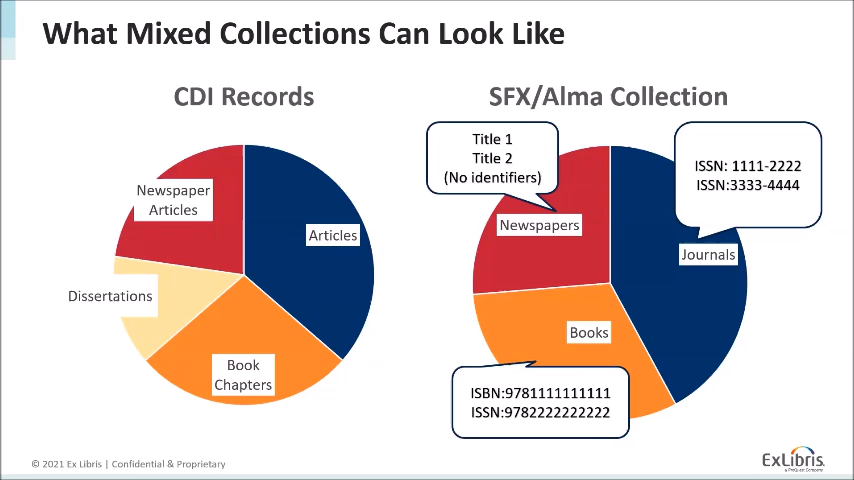 What Mixed Collections Can Look Like
CDI Records
Newspaper
Articles
Articles
Dissertations
Book
Chapters
SFX/Alma Collection
Title 1
Title 2
(No identifiers)
ISSN: 1111-2222
ISSN:3333-4444
Newspapers
Journals
Books
ISBN:9781111111111
ISSN:9782222222222
© 2021 Ex Libris | Confidential & Proprietary
ExLibris.
a ProQuest Company